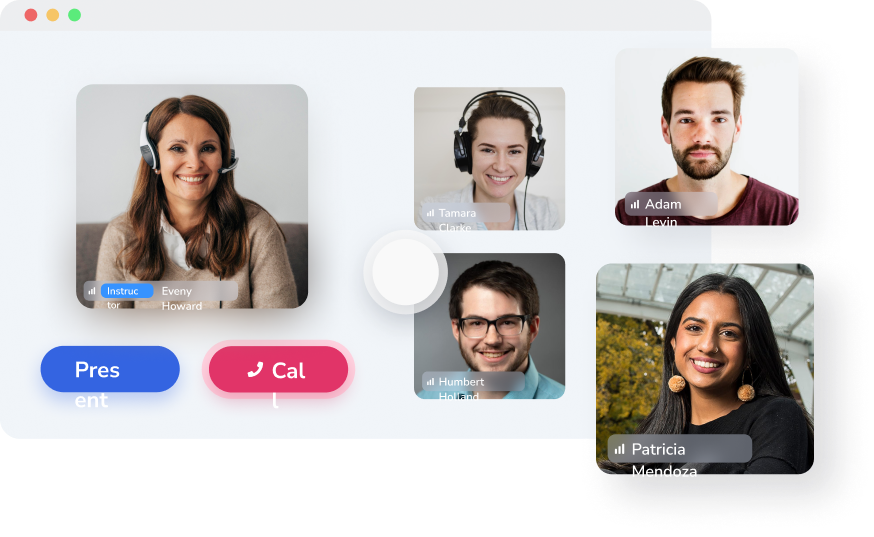 Tamara
Clarke
Adam
Levin
Instruc
tor
Eveny
Howard
Pres
ent
Cal
l
Humbert
Holland
Patricia
Mendoza